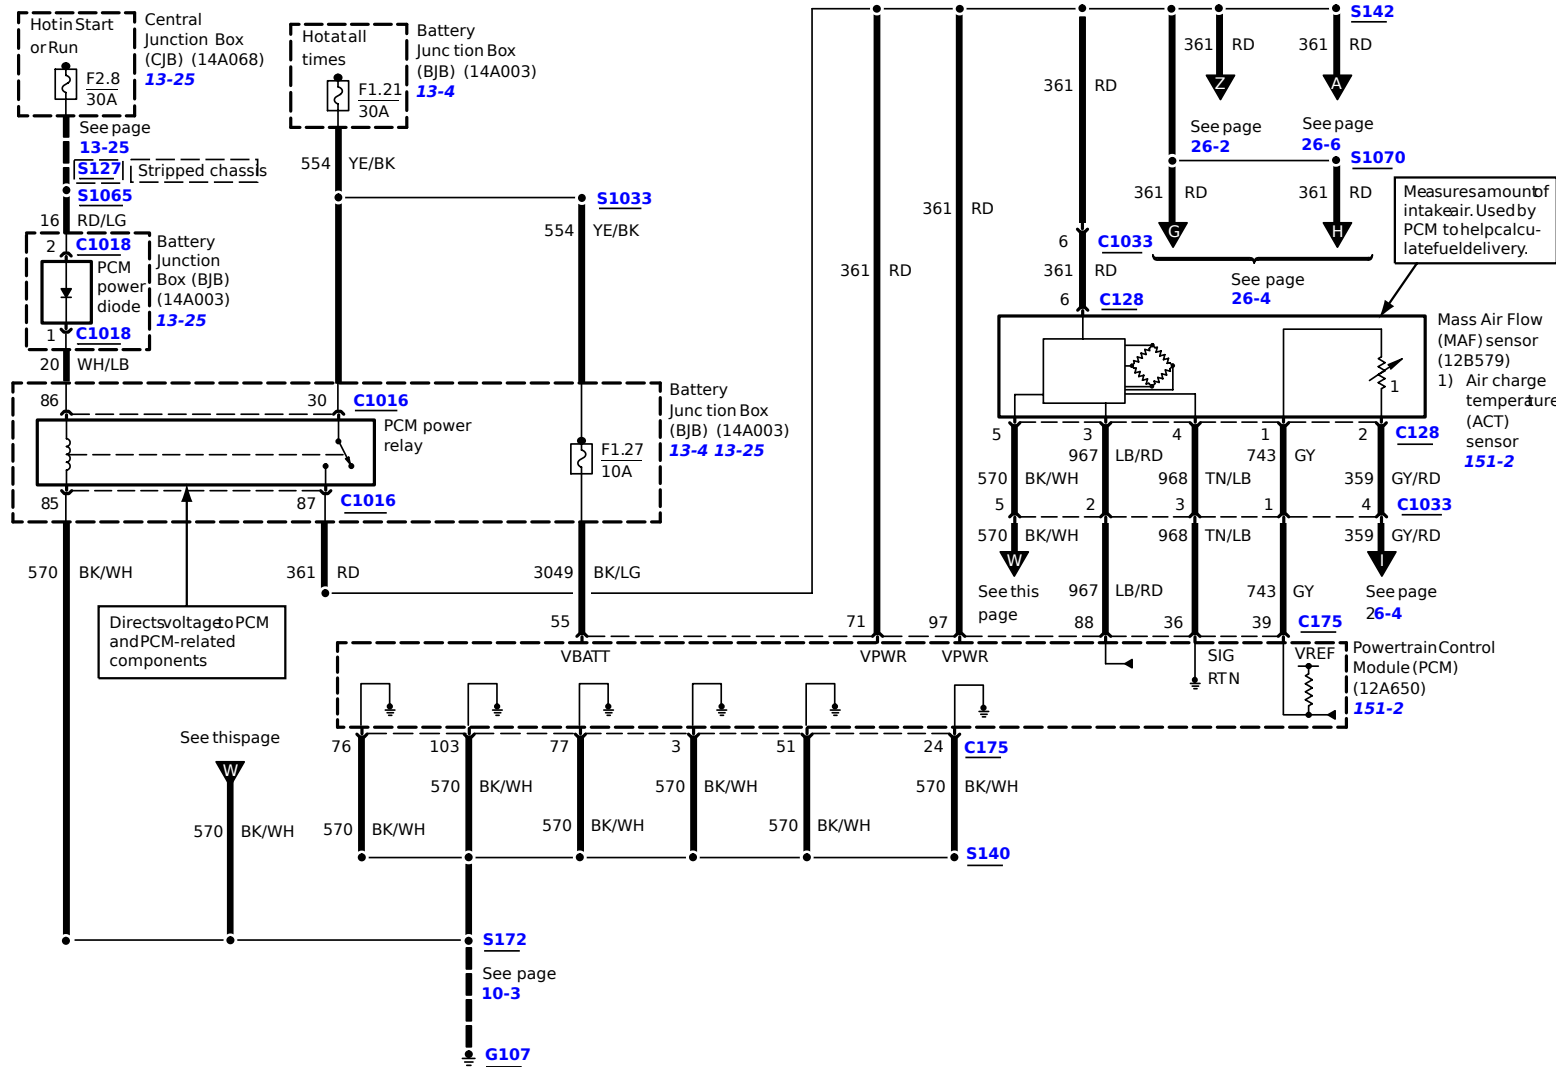 Hot in Start
or Run
F2.8
30A
Central
Junction Box
(CJB) (14A068)
13-25
See page
13-25
S127
Stripped chassis
S1065
16 RD/LG
2 C1018
PCM
power
diode
1 C1018
Battery
Junction
Box (BJB)
(14A003)
13-25
20 WH/LB
Hot at all
times
F1.21
30A
Battery
Junction Box
(BJB) (14A003)
13-4
554 YE/BK
S1033
554 YE/BK
86
30 C1016
PCM power
relay
85
87 C1016
F1.27
10A
Battery
Junction Box
(BJB) (14A003)
13-4 13-25
570 BK/WH
361 RD
3049 BK/LG
Directs voltage to PCM
and PCM-related
components
S142
361 RD
361 RD
361 RD
Z
A
See page
26-2
See page
26-6
S1070
361 RD
361 RD
361 RD
361 RD
G
H
See page
26-4
6 C1033
361 RD
6 C128
Measures amount of
intake air. Used by
PCM to help calcu-
late fuel delivery.
1
Mass Air Flow
(MAF) sensor
(12B579)
1) Air charge
temperature
(ACT)
sensor
151-2
5 3 4 1 2 C128
967 LB/RD
743 GY
570 BK/WH
968 TN/LB
359 GY/RD
5 2 3 1 4 C1033
570 BK/WH
968 TN/LB
359 GY/RD
W
I
See this
page
967 LB/RD
743 GY
See page
26-4
55 71 97 88 36 39 C175
VBATT
VPWR
VPWR
SIG
RTN
VREF
Powertrain Control
Module (PCM)
(12A650)
151-2
76 103 77 3 51 24 C175
570 BK/WH
570 BK/WH
570 BK/WH
570 BK/WH
570 BK/WH
570 BK/WH
S140
See this page
W
570 BK/WH
361 RD
S172
See page
10-3
G107